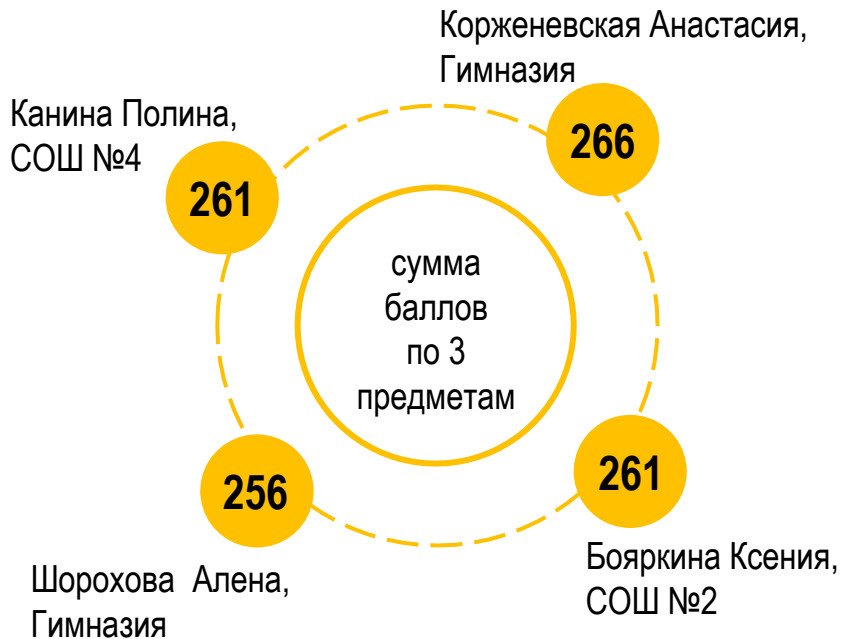 Корженевская Анастасия,
Гимназия
266
Канина Полина,
СОШ №4
261
сумма
баллов
по 3
предметам
256
Шорохова Алена,
Гимназия
261
Бояркина Ксения,
СОШ №2